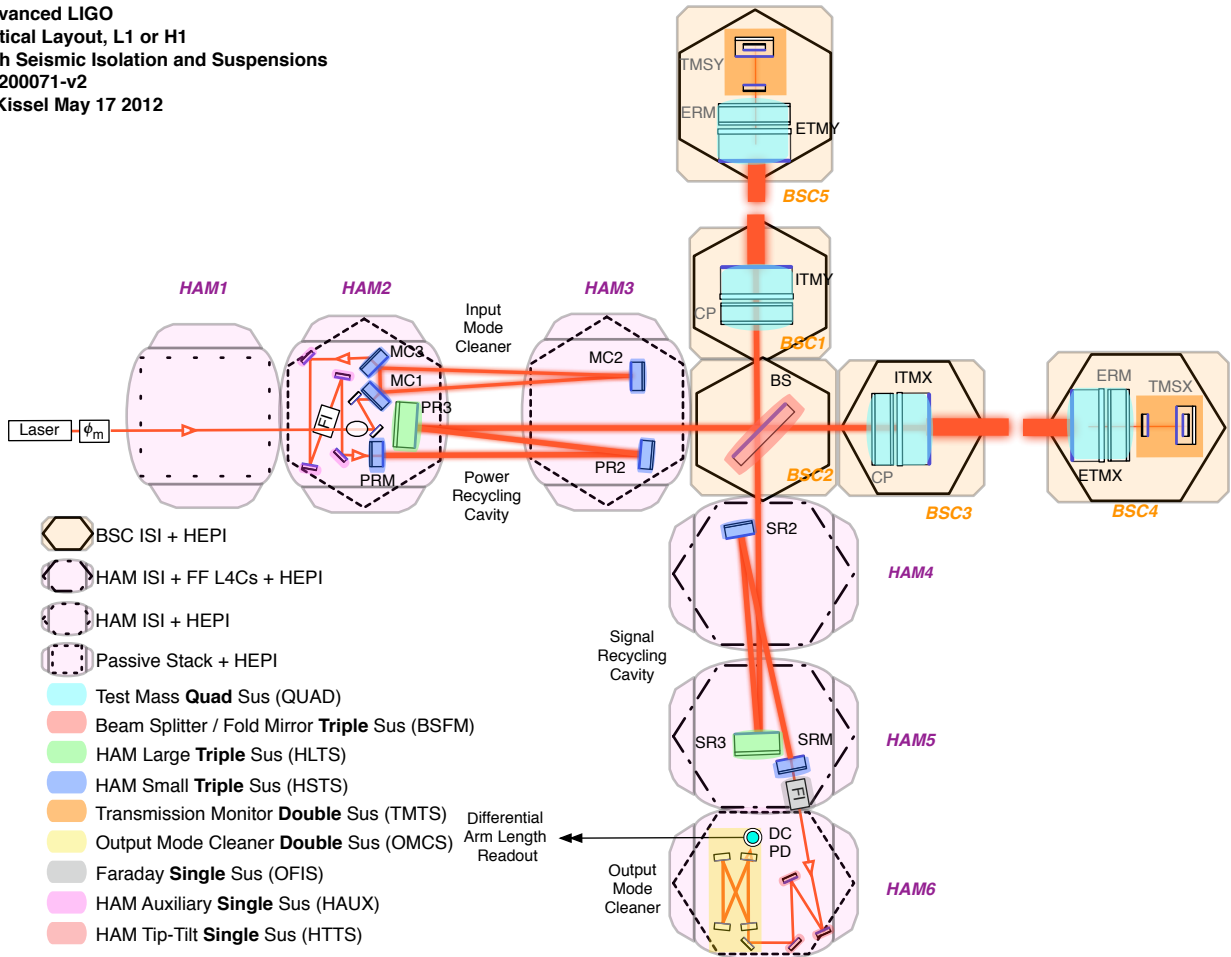 vanced LIGO
tical Layout, L1 or H1
h Seismic Isolation and Suspensions
200071-v2
Kissel May 17 2012
TMSY
ERM
ETMY
BSC5
ITMY
CP
BSC1
HAM1
HAM2
HAM3
Input
Mode
Cleaner
MC3
MC1
MC2
BS
ITMX
ERM
TMSX
PR3
Laser
ϕm
FI
PRM
PR2
BSC2
CP
ETMX
BSC3
BSC4
Power
Recycling
Cavity
SR2
HAM4
BSC ISI + HEPI
HAM ISI + FF L4Cs + HEPI
HAM ISI + HEPI
Passive Stack + HEPI
Signal
Recycling
Cavity
SR3
SRM
HAM5
FI
Test Mass Quad Sus (QUAD)
Beam Splitter / Fold Mirror Triple Sus (BSFM)
HAM Large Triple Sus (HLTS)
HAM Small Triple Sus (HSTS)
Transmission Monitor Double Sus (TMTS)
Output Mode Cleaner Double Sus (OMCS)
Faraday Single Sus (OFIS)
HAM Auxiliary Single Sus (HAUX)
HAM Tip-Tilt Single Sus (HTTS)
Differential
Arm Length
Readout
DC
PD
Output
Mode
Cleaner
HAM6